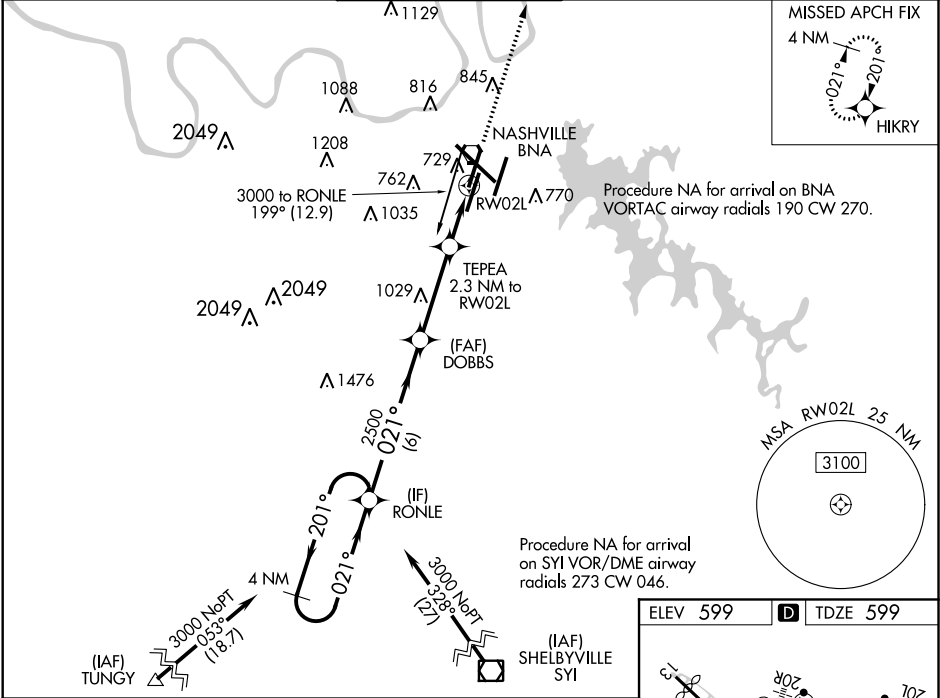 1129
MISSED APCH FIX
4 NM
021°
201°
HIKRY
845
816
1088
2049
1208
NASHVILLE
BNA
729
762
3000 to RONLE
199° (12.9)
RW02L
770
1035
Procedure NA for arrival on BNA
VORTAC airway radials 190 CW 270.
TEPEA
2.3 NM to
RW02L
2049
2049
1029
(FAF)
DOBBS
1476
2500
021°
(6)
MSA RW02L 25 NM
3100
(IF)
RONLE
201°
021°
4 NM
Procedure NA for arrival
on SYI VOR/DME airway
radials 273 CW 046.
3000 NoPT
328°
(27)
3000 NoPT
053°
(18.7)
(IAF)
TUNGY
(IAF)
SHELBYVILLE
SYI
ELEV 599
D
TDZE 599
13
20R
20L